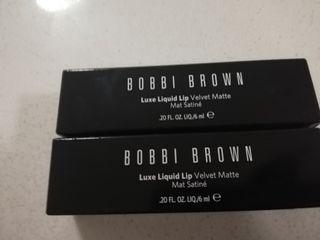 BOBBI BROWN
Luxe Liquid Lip Velvet Matte
Mat Satiné
.20 FL. OZ. LIQ./6 ml ℮
BOBBI BROWN
Luxe Liquid Lip Velvet Matte
Mat Satiné
.20 FL. OZ. LIQ./6 ml ℮